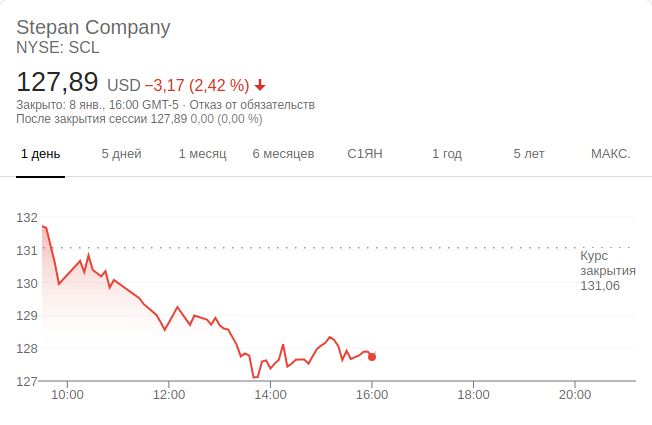 Stepan Company
NYSE: SCL
127,89 USD −3,17 (2,42 %)
Закрыто: 8 янв., 16:00 GMT-5 · Отказ от обязательств
После закрытия сессии 127,89 0,00 (0,00 %)
1 день 5 дней 1 месяц 6 месяцев С1ЯН 1 год 5 лет МАКС.
132
131
130
129
128
127
Курс
закрытия
131,06
10:00 12:00 14:00 16:00 18:00 20:00